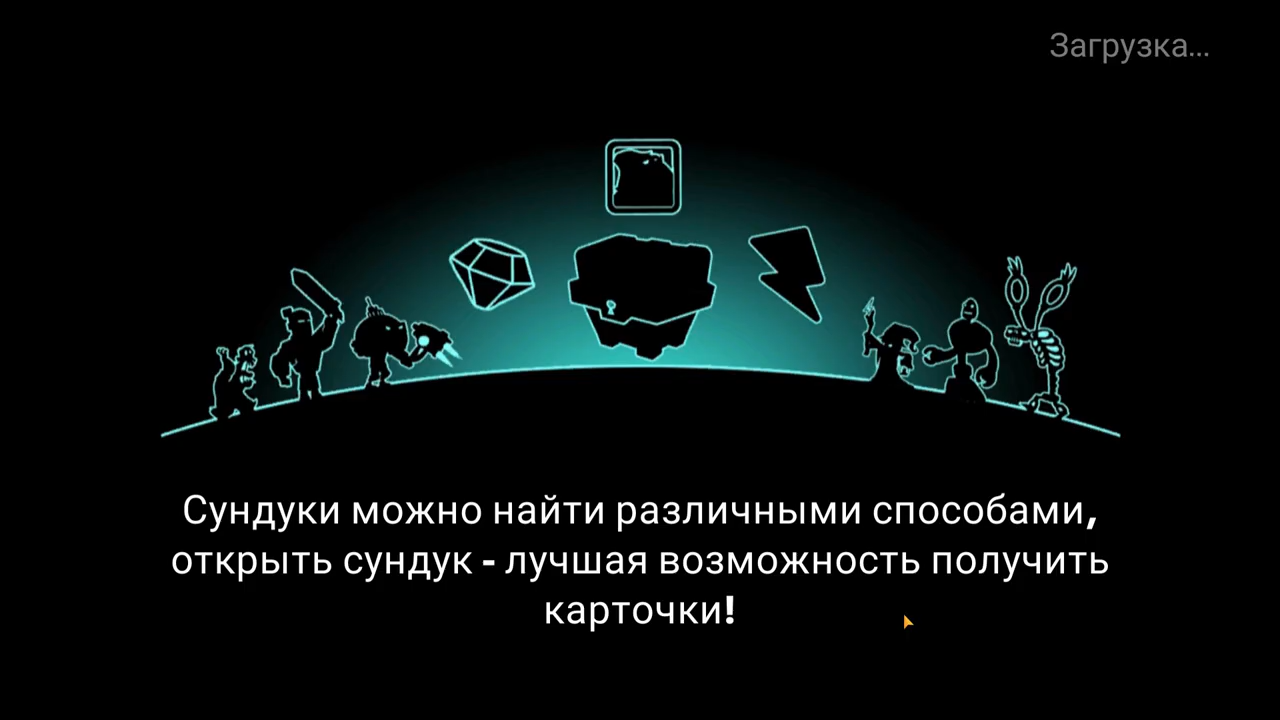 Загрузка...
Сундуки можно найти различными способами,
открыть сундук - лучшая возможность получить
карточки!